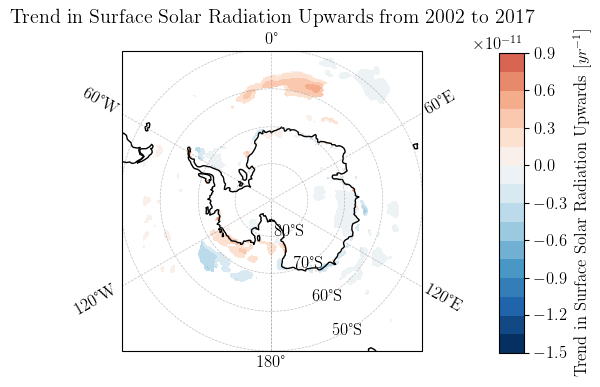 Trend in Surface Solar Radiation Upwards from 2002 to 2017
0°
×10⁻¹¹
60°W
60°E
80°S
70°S
60°S
50°S
120°W
120°E
180°
0.9
0.6
0.3
0.0
−0.3
−0.6
−0.9
−1.2
−1.5
Trend in Surface Solar Radiation Upwards [yr⁻¹]